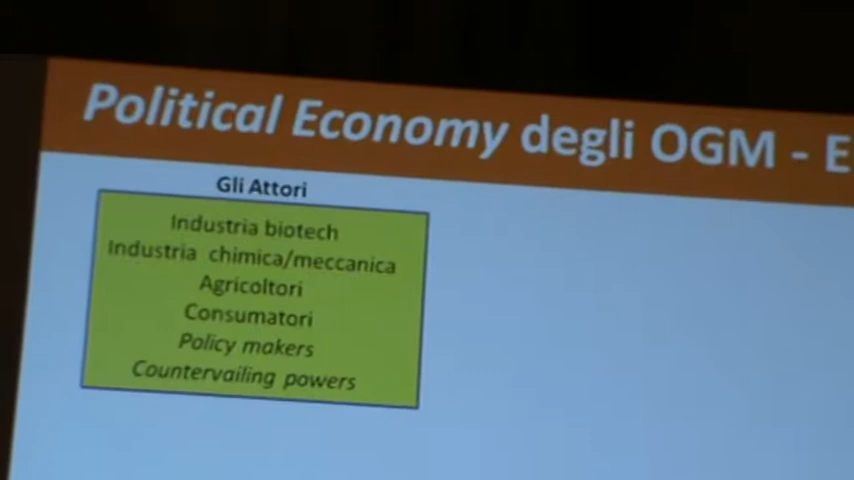 Political Economy degli OGM - E
Gli Attori
Industria biotech
Industria chimica/meccanica
Agricoltori
Consumatori
Policy makers
Countervailing powers